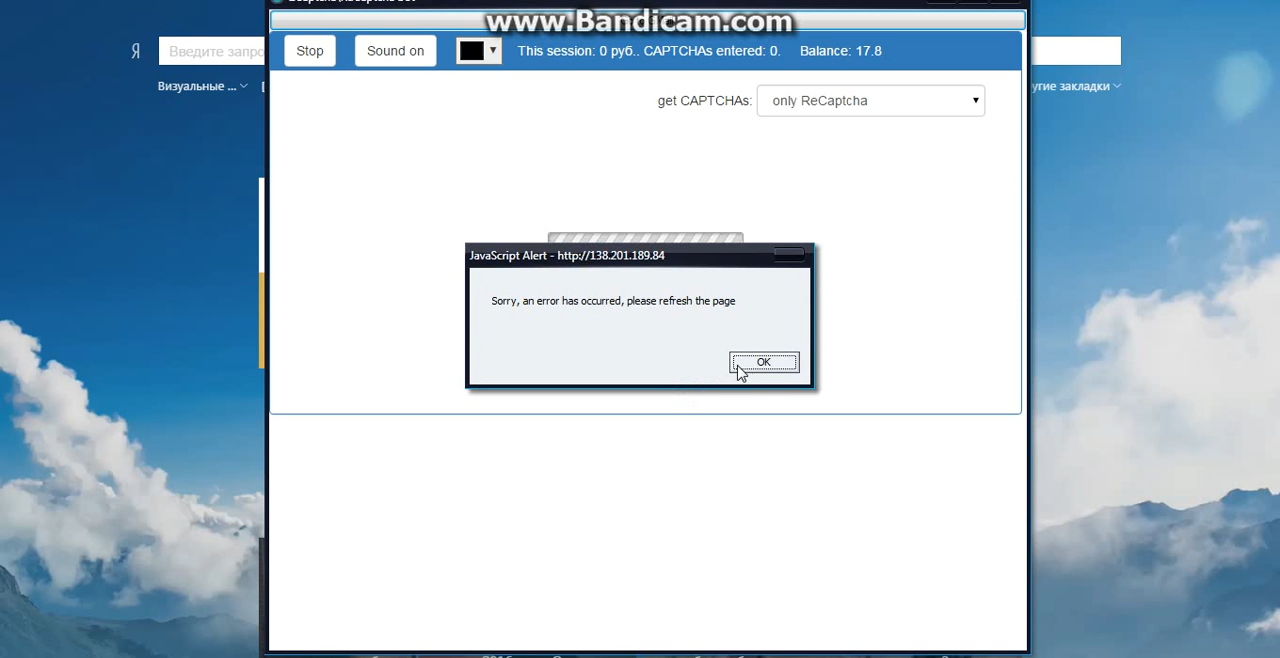 www.Bandicam.com
Я
Введите запро
Stop
Sound on
This session: 0 руб.. CAPTCHAs entered: 0.
Balance: 17.8
Визуальные ...
угие закладки
get CAPTCHAs:
only ReCaptcha
JavaScript Alert - http://138.201.189.84
Sorry, an error has occurred, please refresh the page
OK